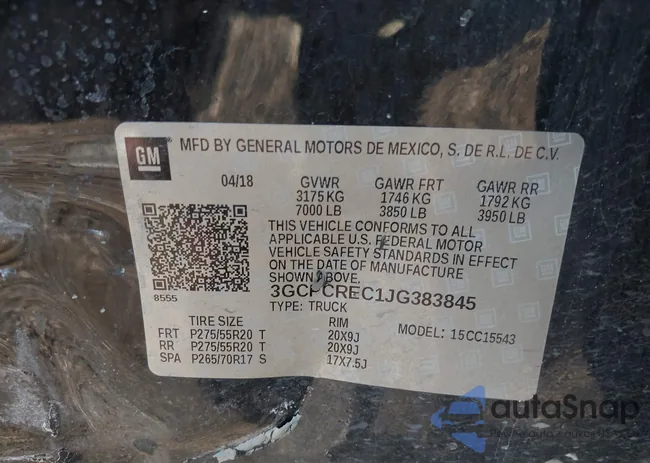 GM
MFD BY GENERAL MOTORS DE MEXICO, S. DE R.L. DE C.V.
04/18 GVWR GAWR FRT GAWR RR
3175 KG 1746 KG 1792 KG
7000 LB 3850 LB 3950 LB
THIS VEHICLE CONFORMS TO ALL
APPLICABLE U.S. FEDERAL MOTOR
VEHICLE SAFETY STANDARDS IN EFFECT
ON THE DATE OF MANUFACTURE
SHOWN ABOVE.
8555
3GCPCREC1JG383845
TYPE: TRUCK
TIRE SIZE RIM MODEL: 15CC15543
FRT P275/55R20 T 20X9J
RR P275/55R20 T 20X9J
SPA P265/70R17 S 17X7.5J
autoSnap